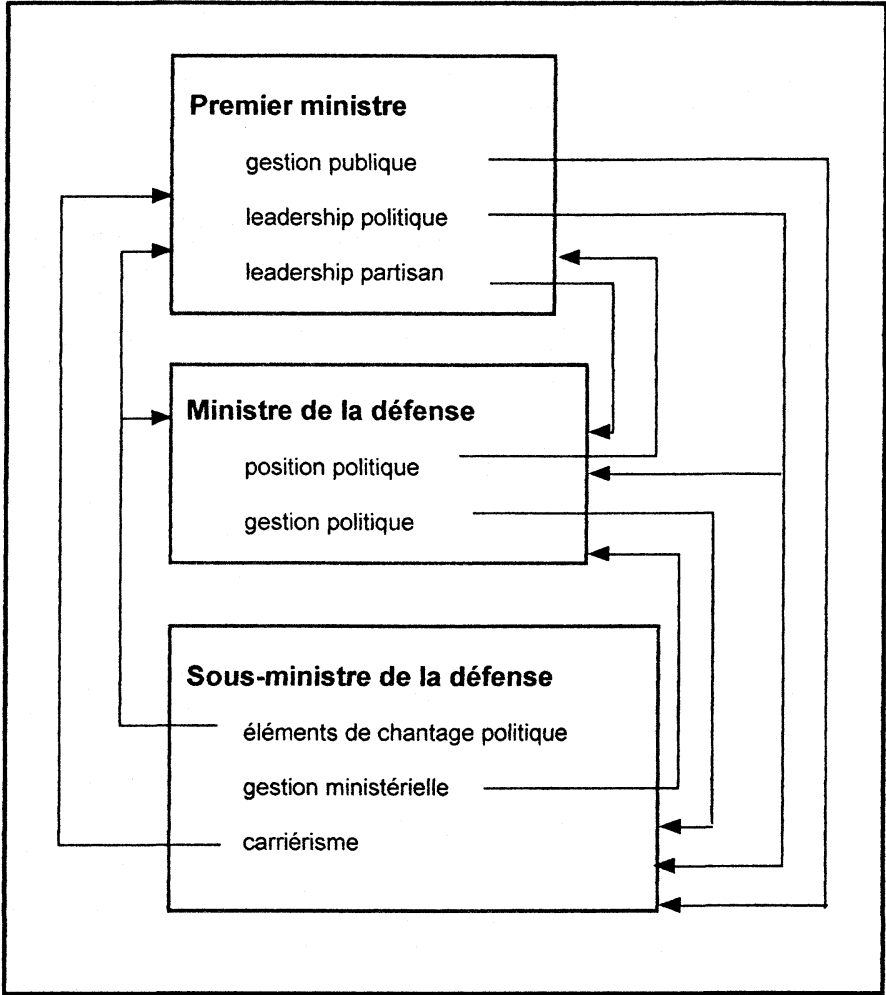 Premier ministre
gestion publique
leadership politique
leadership partisan
Ministre de la défense
position politique
gestion politique
Sous-ministre de la défense
éléments de chantage politique
gestion ministérielle
carriérisme